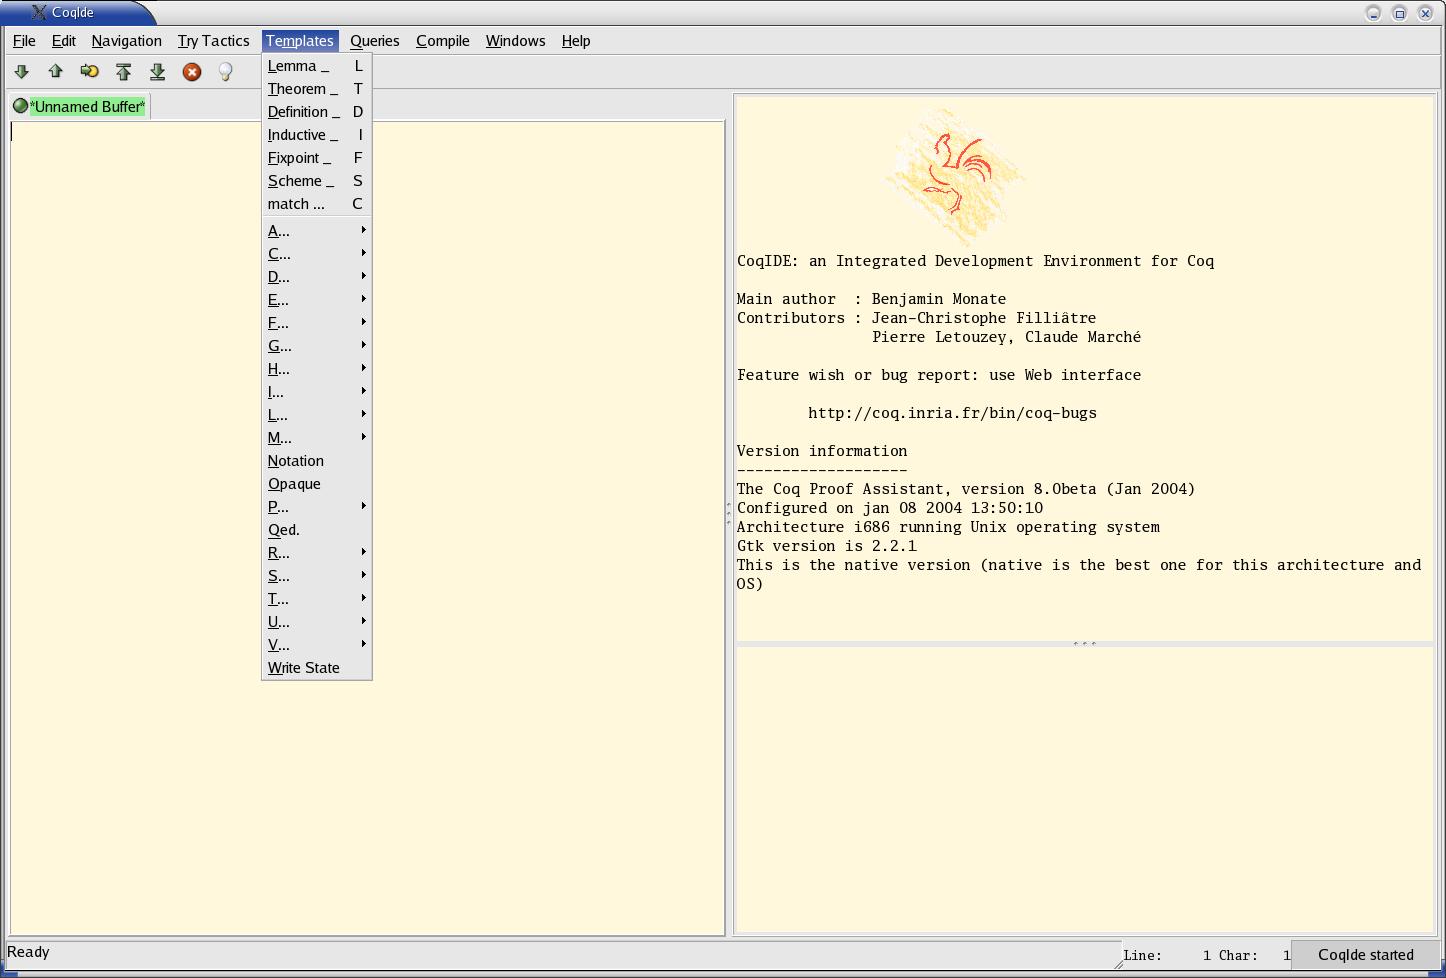 CoqIde
File Edit Navigation Try Tactics Templates Queries Compile Windows Help
Lemma _ L
Theorem _ T
Definition _ D
Inductive _ I
Fixpoint _ F
Scheme _ S
match ... C
A...
C...
D...
E...
F...
G...
H...
I...
L...
M...
Notation
Opaque
P...
Qed.
R...
S...
T...
U...
V...
Write State
*Unnamed Buffer*
CoqIDE: an Integrated Development Environment for Coq
Main author  : Benjamin Monate
Contributors : Jean-Christophe Filliâtre
Pierre Letouzey, Claude Marché
Feature wish or bug report: use Web interface
http://coq.inria.fr/bin/coq-bugs
Version information
-------------------
The Coq Proof Assistant, version 8.0beta (Jan 2004)
Configured on jan 08 2004 13:50:10
Architecture i686 running Unix operating system
Gtk version is 2.2.1
This is the native version (native is the best one for this architecture and
OS)
Ready
Line: 1 Char: 1
CoqIde started